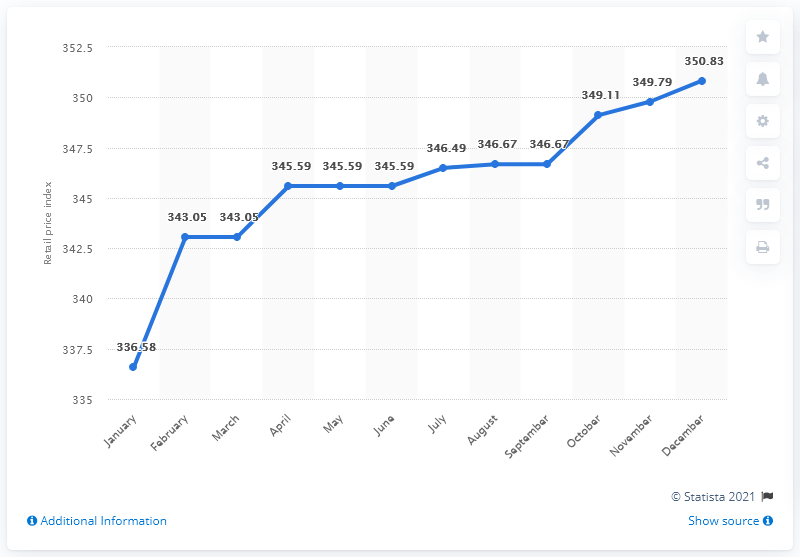 352.5
350
347.5
345
342.5
340
337.5
335
Retail price index
336.58
343.05
343.05
345.59
345.59
345.59
346.49
346.67
346.67
349.11
349.79
350.83
January
February
March
April
May
June
July
August
September
October
November
December
© Statista 2021
Additional Information
Show source